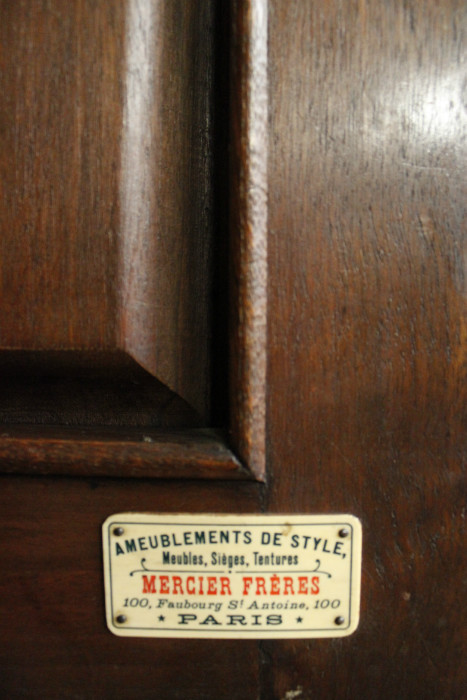 AMEUBLEMENTS DE STYLE,
Meubles, Sièges, Tentures
MERCIER FRÈRES
100, Faubourg St Antoine, 100
★ PARIS ★